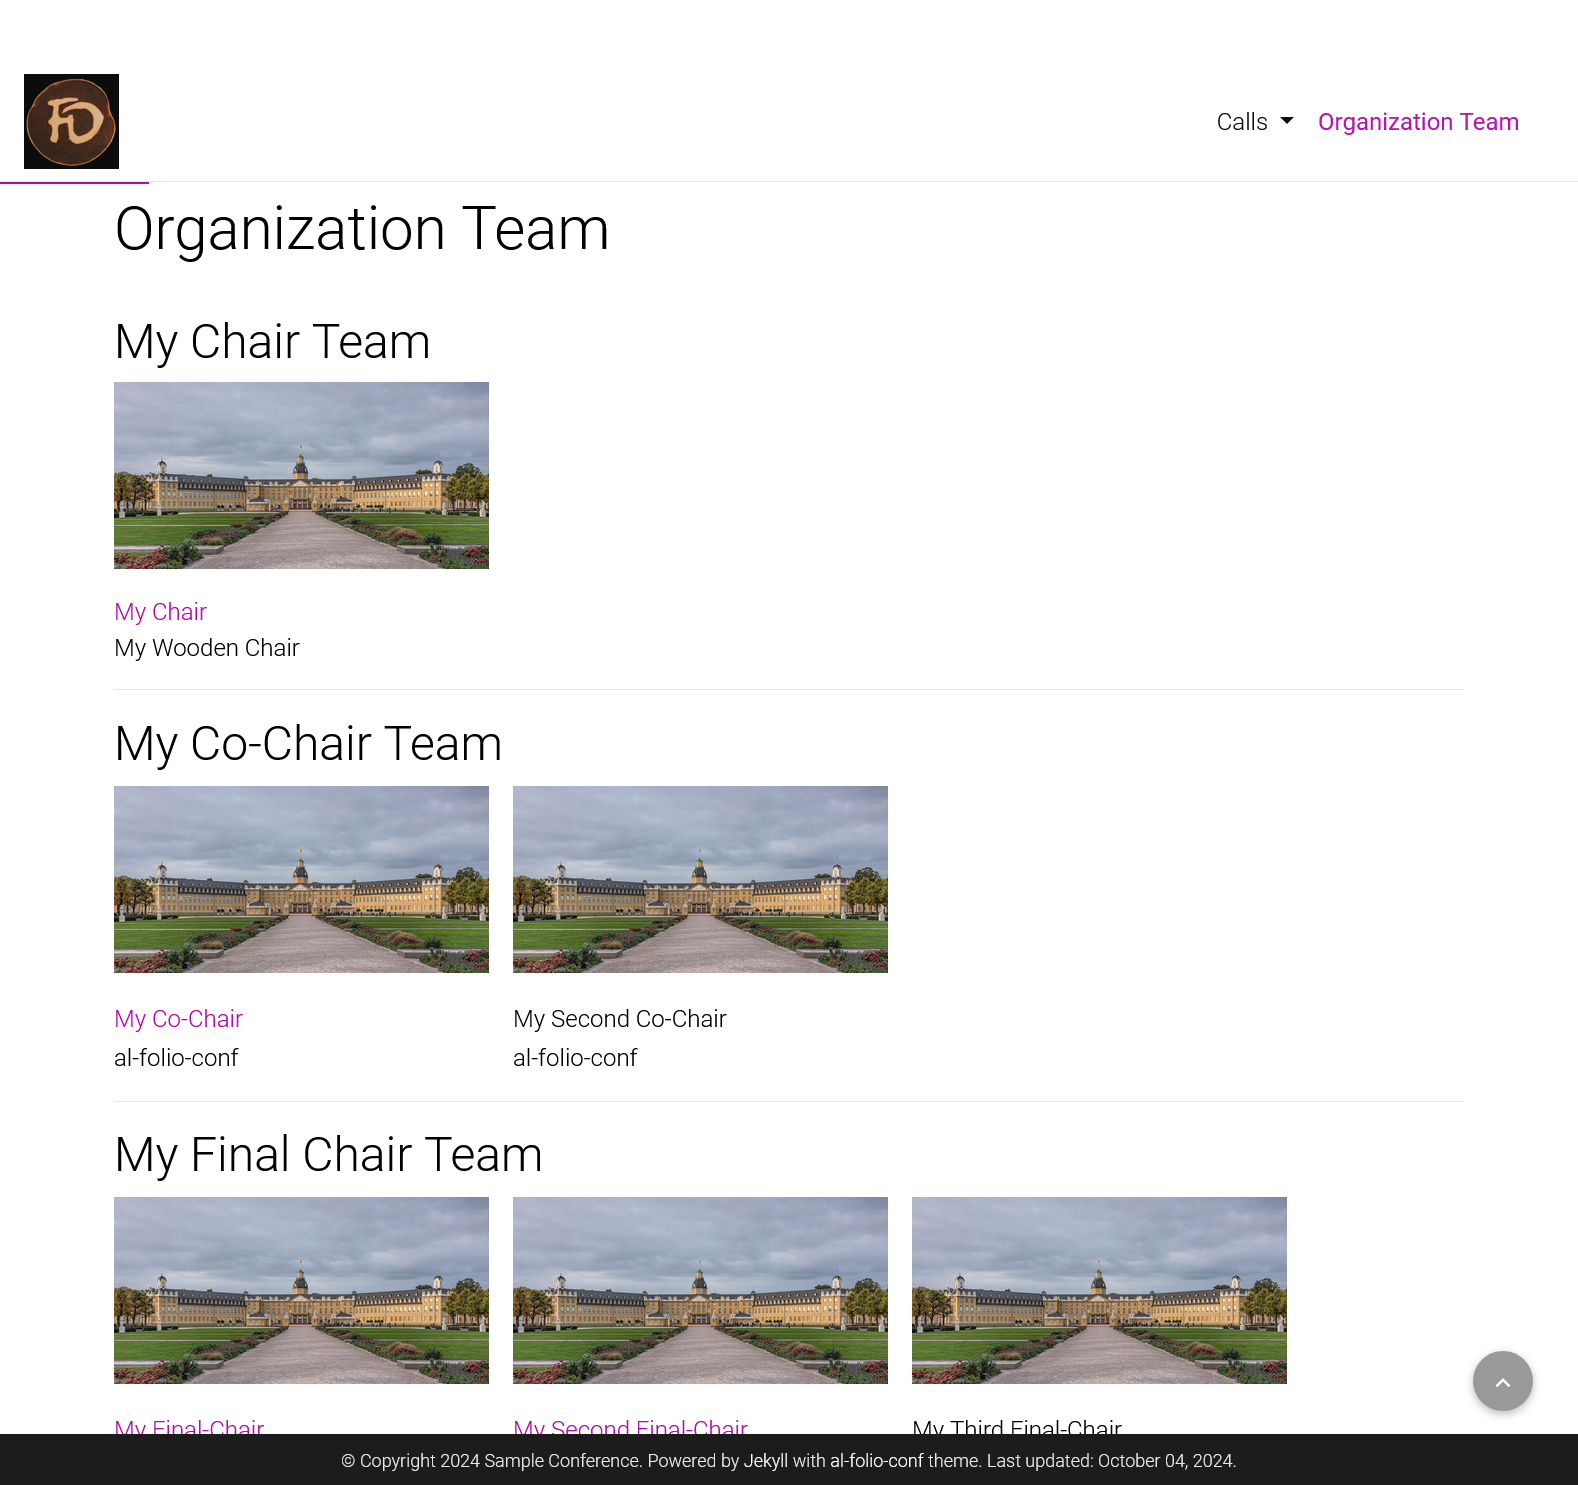 FD
Calls
Organization Team
Organization Team
My Chair Team
My Chair
My Wooden Chair
My Co-Chair Team
My Co-Chair
My Second Co-Chair
al-folio-conf
al-folio-conf
My Final Chair Team
My Final-Chair
My Second Final-Chair
My Third Final-Chair
© Copyright 2024 Sample Conference. Powered by Jekyll with al-folio-conf theme. Last updated: October 04, 2024.